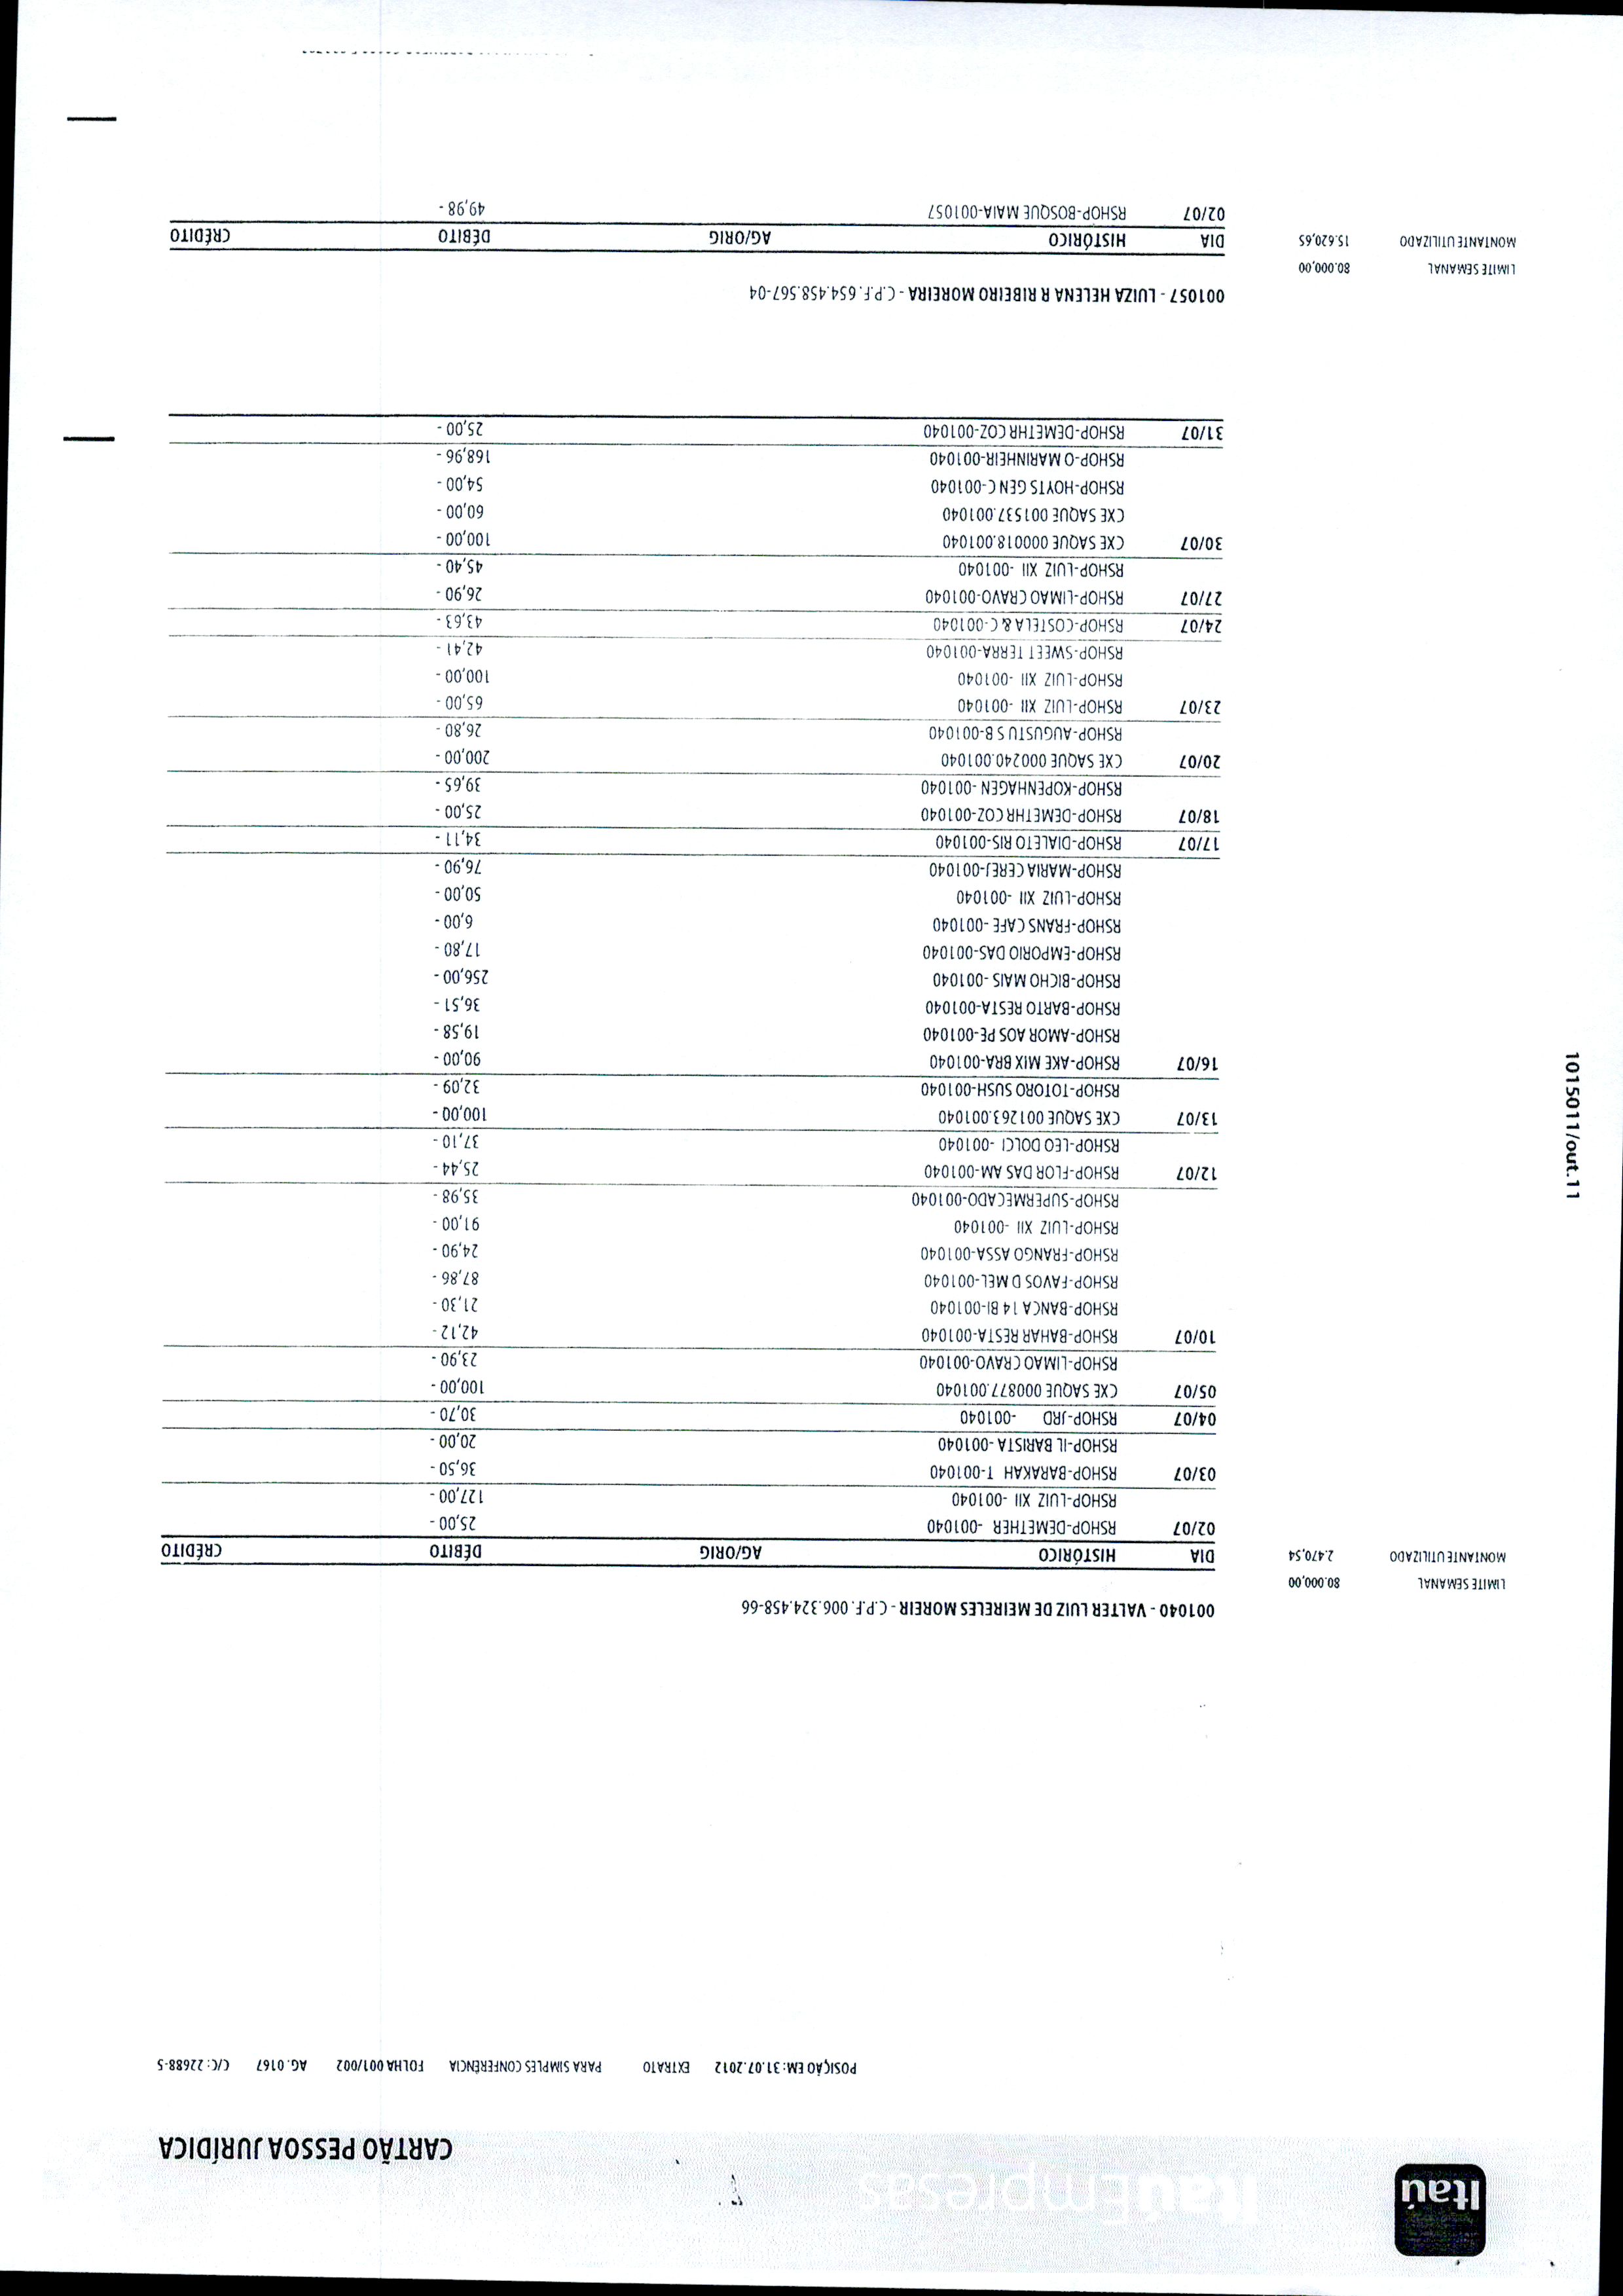 Itaú
ItaúEmpresas
CARTÃO PESSOA JURÍDICA
POSIÇÃO EM: 31.07.2012 EXTRATO PARA SIMPLES CONFERÊNCIA FOLHA 001/002 AG. 0167 C/C: 22688-5
001040 - VALTER LUIZ DE MEIRELES MOREIR - C.P.F. 006.324.458-66
LIMITE SEMANAL 80.000,00
MONTANTE UTILIZADO 2.470,54
DIA HISTÓRICO AG/ORIG DÉBITO CRÉDITO
02/07 RSHOP-DEMETHER -001040 25,00 -
RSHOP-LUIZ XII -001040 127,00 -
03/07 RSHOP-BARAKAH T-001040 36,50 -
RSHOP-IL BARISTA -001040 20,00 -
04/07 RSHOP-JRD -001040 30,70 -
05/07 CXE SAQUE 000877.001040 100,00 -
RSHOP-LIMAO CRAVO-001040 23,90 -
10/07 RSHOP-BAHAR RESTA-001040 42,12 -
RSHOP-BANCA 14 BI-001040 21,30 -
RSHOP-FAVOS D MEL-001040 87,86 -
RSHOP-FRANGO ASSA-001040 24,90 -
RSHOP-LUIZ XII -001040 91,00 -
RSHOP-SUPERMECADO-001040 35,98 -
12/07 RSHOP-FLOR DAS AM-001040 25,44 -
RSHOP-LEO DOLCI -001040 37,10 -
13/07 CXE SAQUE 001263.001040 100,00 -
RSHOP-TOTORO SUSH-001040 32,09 -
16/07 RSHOP-AKE MIX BRA-001040 90,00 -
RSHOP-AMOR AOS PE-001040 19,58 -
RSHOP-BARTO RESTA-001040 36,51 -
RSHOP-BICHO MAIS -001040 256,00 -
RSHOP-EMPORIO DAS-001040 17,80 -
RSHOP-FRANS CAFE -001040 6,00 -
RSHOP-LUIZ XII -001040 50,00 -
RSHOP-MARIA CEREJ-001040 76,90 -
17/07 RSHOP-DIALETO RIS-001040 34,11 -
18/07 RSHOP-DEMETHR COZ-001040 25,00 -
RSHOP-KOPENHAGEN -001040 39,65 -
20/07 CXE SAQUE 000240.001040 200,00 -
RSHOP-AUGUSTU S B-001040 26,80 -
23/07 RSHOP-LUIZ XII -001040 65,00 -
RSHOP-LUIZ XII -001040 100,00 -
RSHOP-SWEET TERRA-001040 42,41 -
24/07 RSHOP-COSTELA & C-001040 43,63 -
27/07 RSHOP-LIMAO CRAVO-001040 26,90 -
RSHOP-LUIZ XII -001040 45,40 -
30/07 CXE SAQUE 000018.001040 100,00 -
CXE SAQUE 001537.001040 60,00 -
RSHOP-HOYTS GEN C-001040 54,00 -
RSHOP-O MARINHEIR-001040 168,96 -
31/07 RSHOP-DEMETHR COZ-001040 25,00 -
001057 - LUIZA HELENA R RIBEIRO MOREIRA - C.P.F. 654.458.567-04
LIMITE SEMANAL 80.000,00
MONTANTE UTILIZADO 15.620,65
DIA HISTÓRICO AG/ORIG DÉBITO CRÉDITO
02/07 RSHOP-BOSQUE MAIA-001057 49,98 -
1015011/out.11